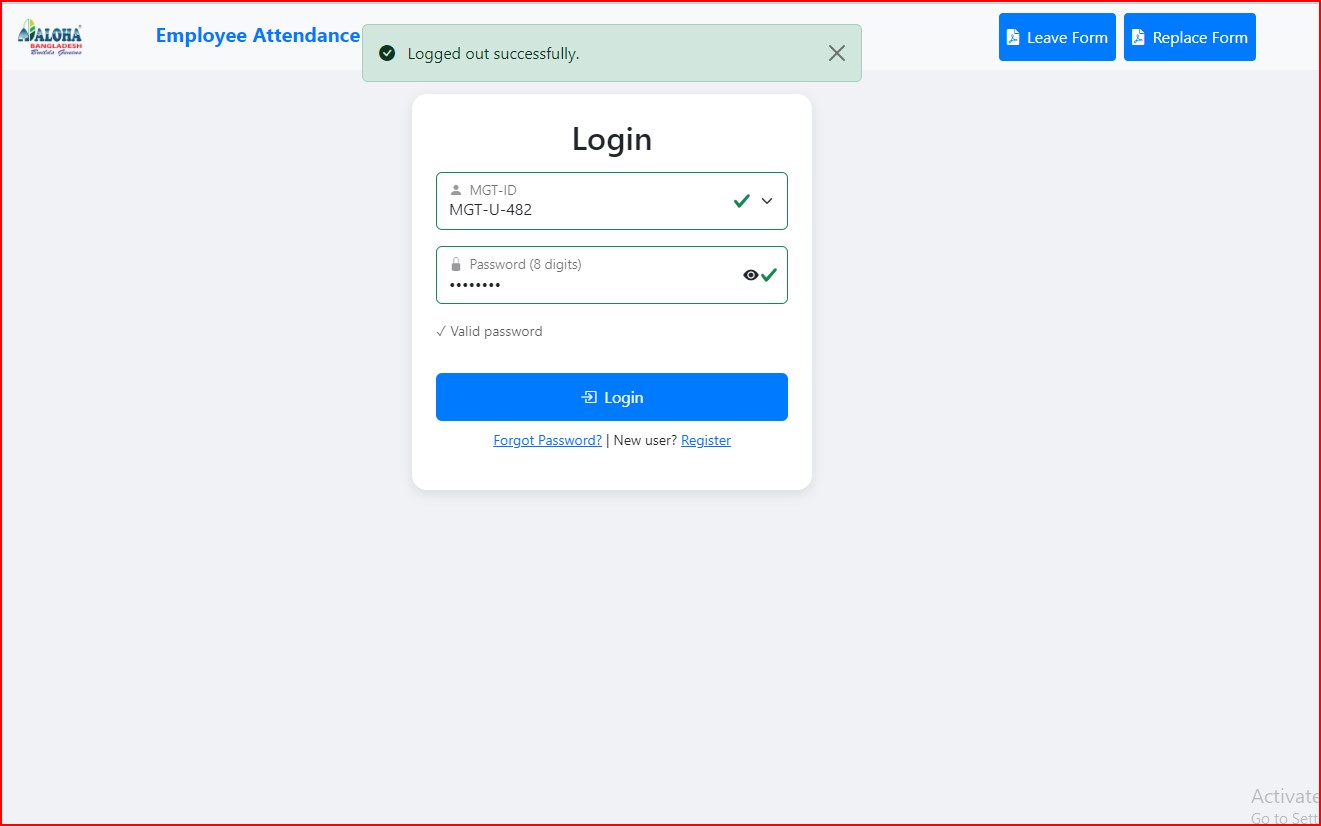 ALOHA
BANGLADESH
Builds Genius
Employee Attendance
Logged out successfully.
Leave Form
Replace Form
Login
MGT-ID
MGT-U-482
Password (8 digits)
••••••••
✓ Valid password
Login
Forgot Password? | New user? Register
Activate
Go to Sett